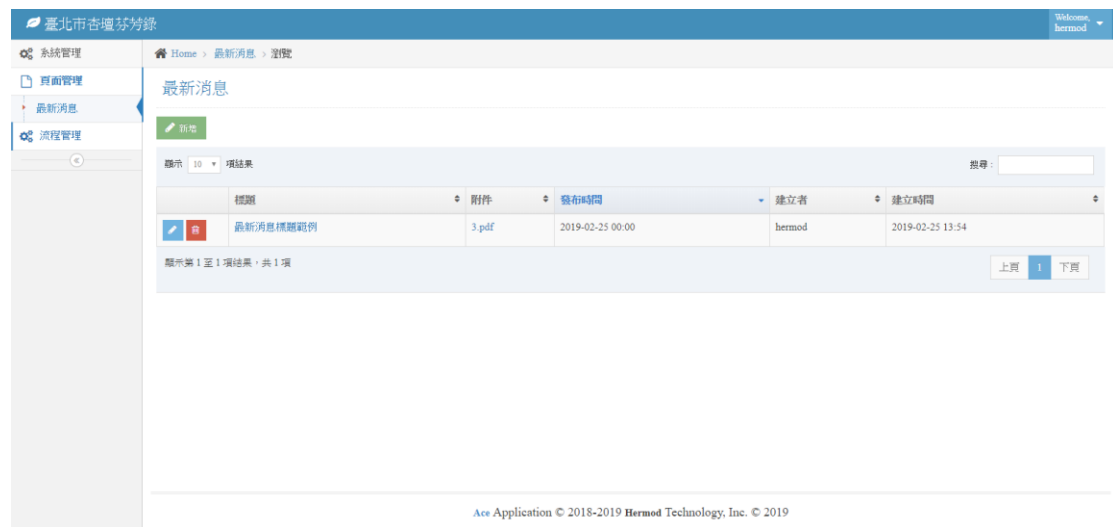 臺北市杏壇芬芳錄
Welcome,
hermod
系統管理
頁面管理
最新消息
流程管理
Home > 最新消息 > 瀏覽
最新消息
新增
顯示 10 項結果
搜尋：
標題 附件 發布時間 建立者 建立時間
最新消息標題範例 3.pdf 2019-02-25 00:00 hermod 2019-02-25 13:54
顯示第 1 至 1 項結果，共 1 項
上頁 1 下頁
Ace Application © 2018-2019 Hermod Technology, Inc. © 2019